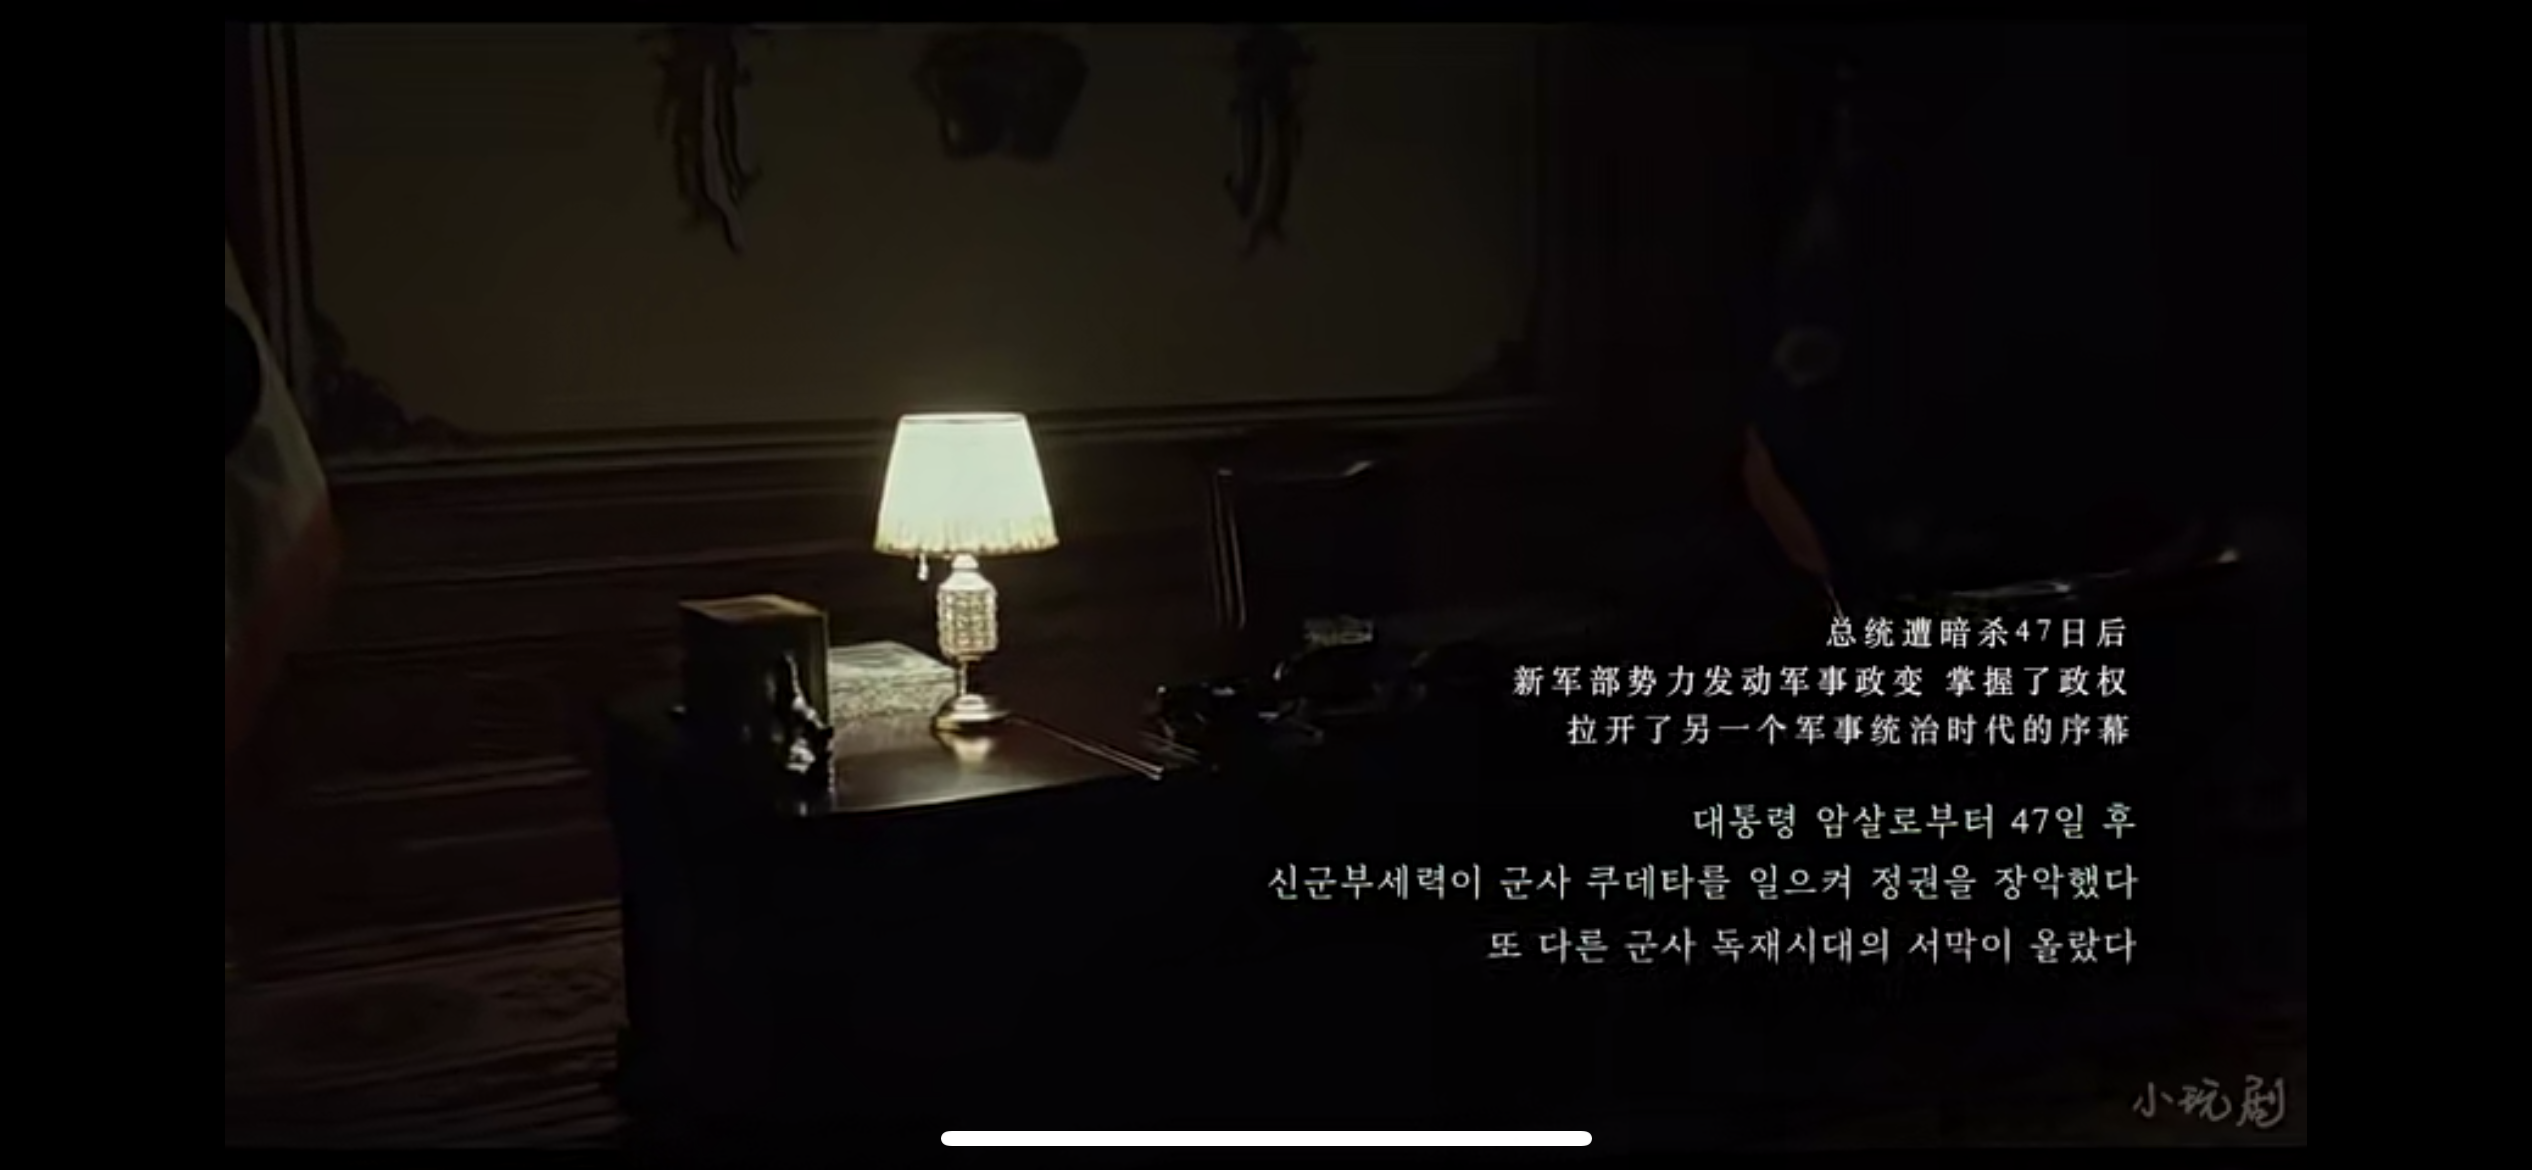 总统遭暗杀47日后
新军部势力发动军事政变 掌握了政权
拉开了另一个军事统治时代的序幕
대통령 암살로부터 47일 후
신군부세력이 군사 쿠데타를 일으켜 정권을 장악했다
또 다른 군사 독재시대의 서막이 올랐다
小玩剧